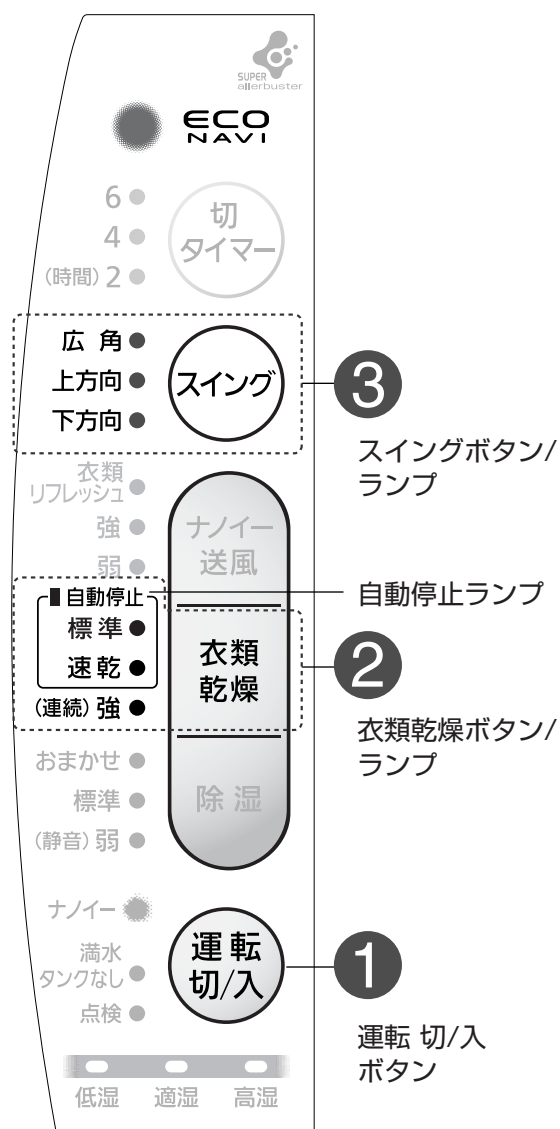 SUPER
allerbuster
ECO
NAVI
6
4
(時間) 2
切
タイマー
広 角
上方向
下方向
スイング
3
スイングボタン/
ランプ
衣類
リフレッシュ
強
弱
ナノイー
送風
自動停止
標準
速乾
(連続) 強
衣類
乾燥
自動停止ランプ
2
衣類乾燥ボタン/
ランプ
おまかせ
標準
(静音) 弱
除 湿
ナノイー
満水
タンクなし
点検
運転
切/入
1
運転 切/入
ボタン
低湿 適湿 高湿